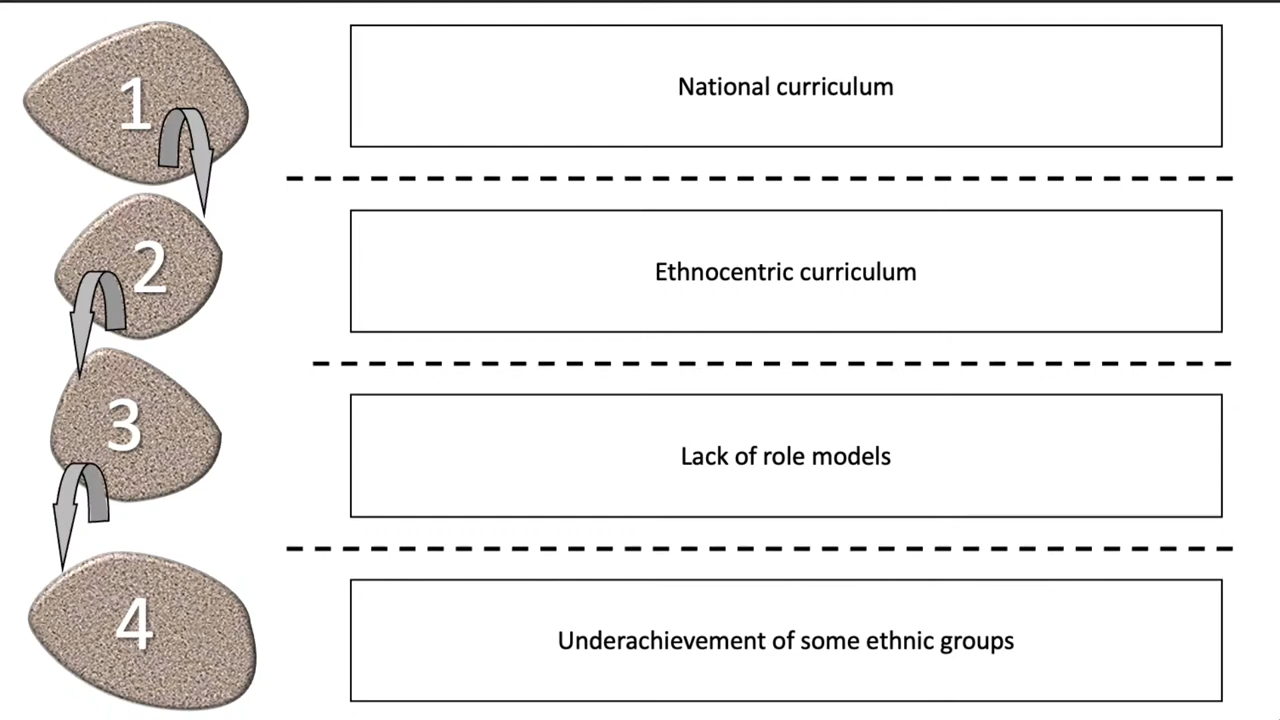 1
National curriculum
2
Ethnocentric curriculum
3
Lack of role models
4
Underachievement of some ethnic groups